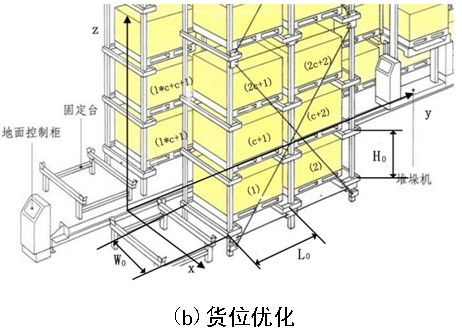 z
(2c+1)
(2c+2)
(1*c+c+1)
(c+1)
(c+2)
(1*c+1)
(1)
(2)
固定台
地面控制柜
y
H₀
堆垛机
W₀
x
L₀
(b) 货位优化